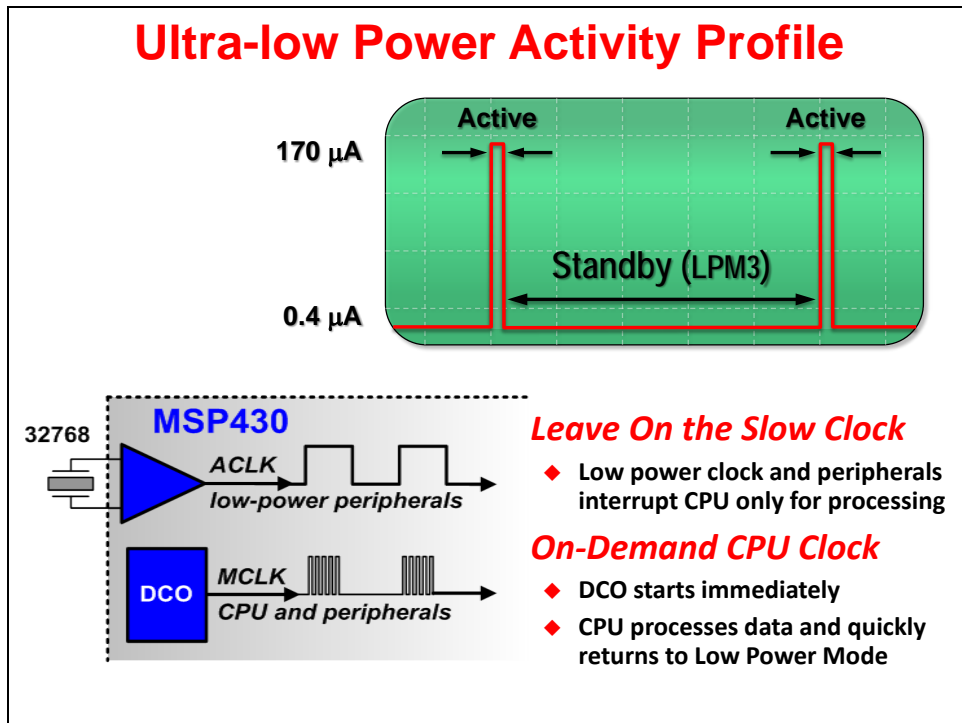 Ultra-low Power Activity Profile
Active
Active
170 µA
Standby (LPM3)
0.4 µA
MSP430
32768
ACLK
low-power peripherals
DCO
MCLK
CPU and peripherals
Leave On the Slow Clock
◆ Low power clock and peripherals
interrupt CPU only for processing
On-Demand CPU Clock
◆ DCO starts immediately
◆ CPU processes data and quickly
returns to Low Power Mode